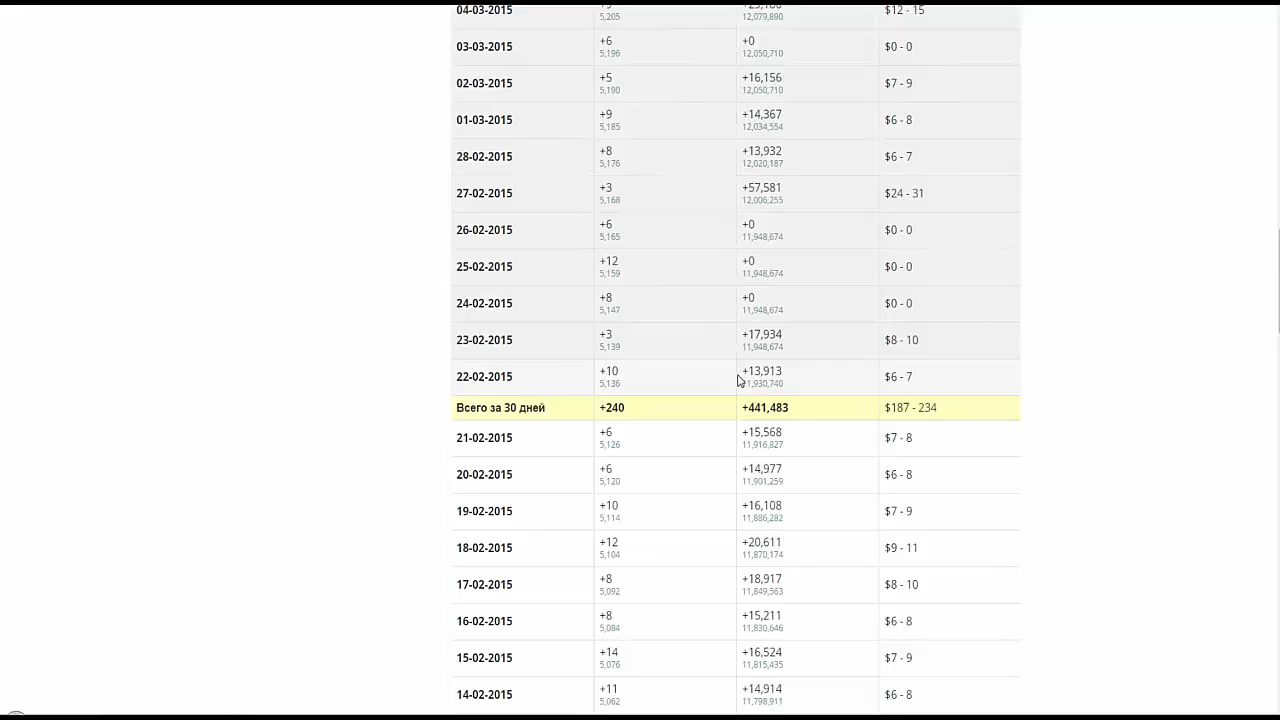 04-03-2015 $12 - 15
5,205 12,079,890
03-03-2015 +6 +0 $0 - 0
5,196 12,050,710
02-03-2015 +5 +16,156 $7 - 9
5,190 12,050,710
01-03-2015 +9 +14,367 $6 - 8
5,185 12,034,554
28-02-2015 +8 +13,932 $6 - 7
5,176 12,020,187
27-02-2015 +3 +57,581 $24 - 31
5,168 12,006,255
26-02-2015 +6 +0 $0 - 0
5,165 11,948,674
25-02-2015 +12 +0 $0 - 0
5,159 11,948,674
24-02-2015 +8 +0 $0 - 0
5,147 11,948,674
23-02-2015 +3 +17,934 $8 - 10
5,139 11,948,674
22-02-2015 +10 +13,913 $6 - 7
5,136 11,930,740
Всего за 30 дней +240 +441,483 $187 - 234
21-02-2015 +6 +15,568 $7 - 8
5,126 11,916,827
20-02-2015 +6 +14,977 $6 - 8
5,120 11,901,259
19-02-2015 +10 +16,108 $7 - 9
5,114 11,886,282
18-02-2015 +12 +20,611 $9 - 11
5,104 11,870,174
17-02-2015 +8 +18,917 $8 - 10
5,092 11,849,563
16-02-2015 +8 +15,211 $6 - 8
5,084 11,830,646
15-02-2015 +14 +16,524 $7 - 9
5,076 11,815,435
14-02-2015 +11 +14,914 $6 - 8
5,062 11,798,911